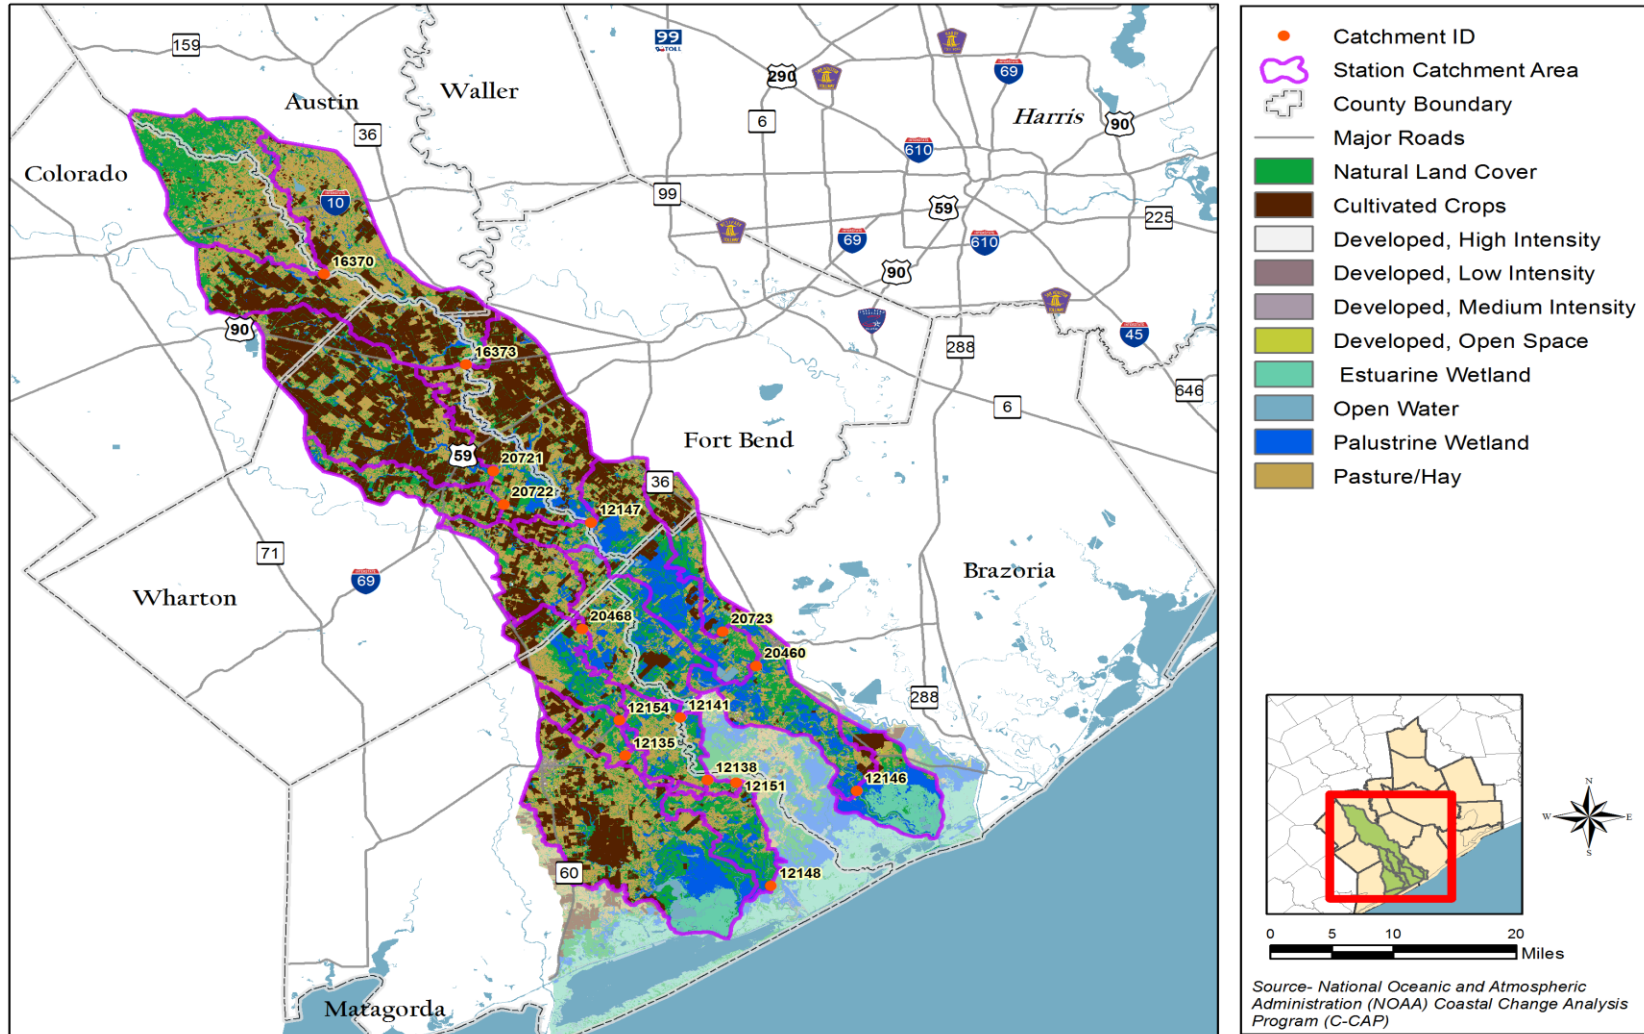 159
Austin
Waller
99
TOLL
290
69
Harris
90
6
36
610
Colorado
10
99
59
225
69
610
90
16370
90
45
288
16373
646
6
Fort Bend
59
20721
36
20722
12147
71
69
Wharton
Brazoria
20468
20723
20460
288
12154
12141
12135
12138
12151
12146
60
12148
Matagorda
Catchment ID
Station Catchment Area
County Boundary
Major Roads
Natural Land Cover
Cultivated Crops
Developed, High Intensity
Developed, Low Intensity
Developed, Medium Intensity
Developed, Open Space
Estuarine Wetland
Open Water
Palustrine Wetland
Pasture/Hay
N
W
E
S
0 5 10 20
Miles
Source- National Oceanic and Atmospheric
Administration (NOAA) Coastal Change Analysis
Program (C-CAP)